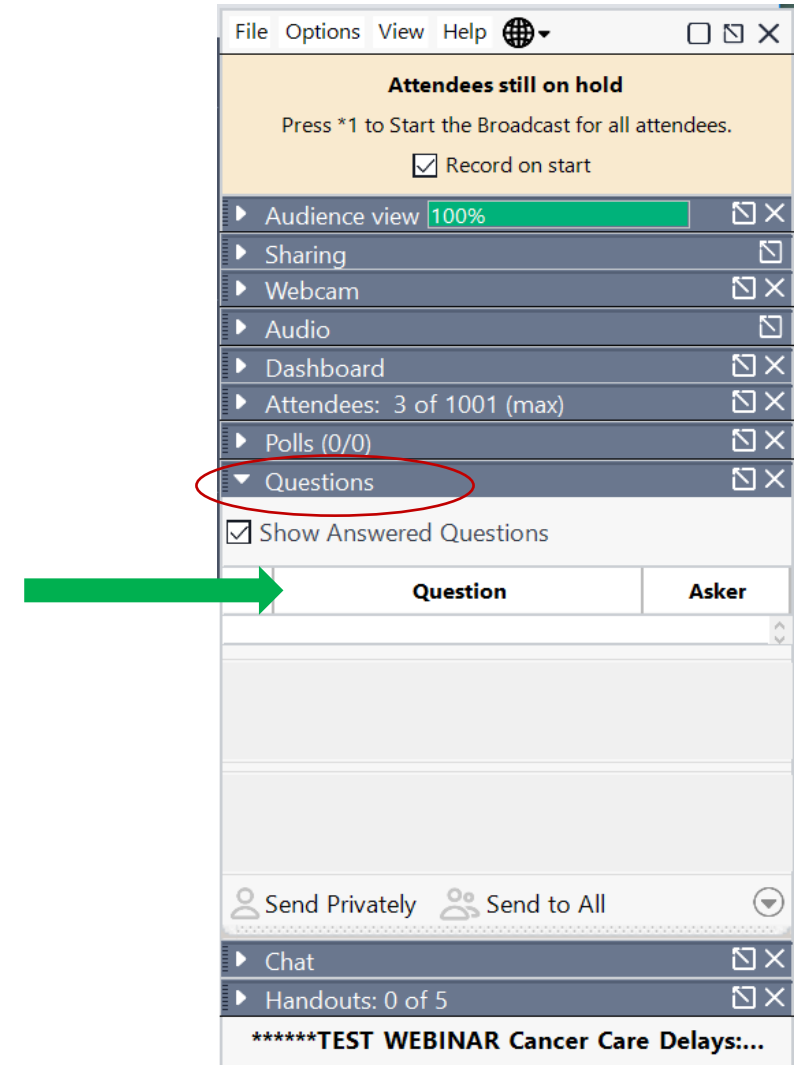 File Options View Help
Attendees still on hold
Press *1 to Start the Broadcast for all attendees.
Record on start
Audience view 100%
Sharing
Webcam
Audio
Dashboard
Attendees: 3 of 1001 (max)
Polls (0/0)
Questions
Show Answered Questions
Question Asker
Send Privately Send to All
Chat
Handouts: 0 of 5
******TEST WEBINAR Cancer Care Delays:...